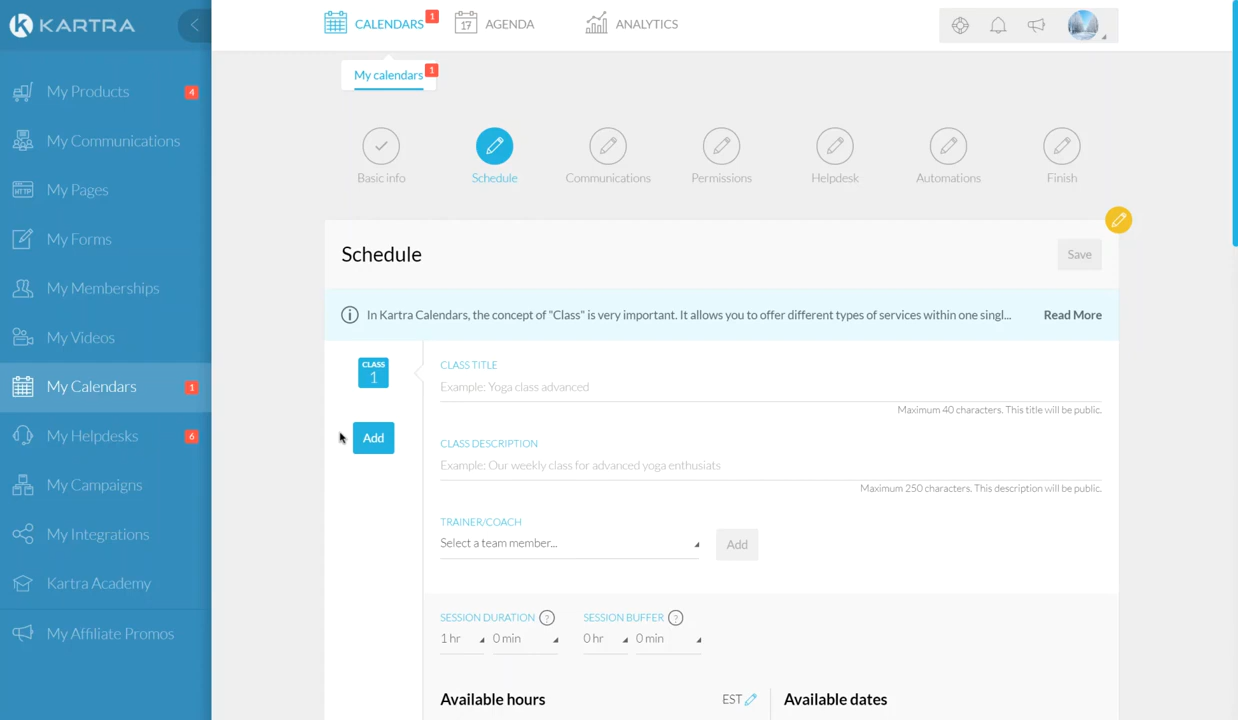 KARTRA
CALENDARS 1
17 AGENDA
ANALYTICS
My calendars 1
My Products 4
My Communications
HTTP My Pages
My Forms
My Memberships
My Videos
My Calendars 1
My Helpdesks 6
My Campaigns
My Integrations
Kartra Academy
My Affiliate Promos
Basic info
Schedule
Communications
Permissions
Helpdesk
Automations
Finish
Schedule
Save
In Kartra Calendars, the concept of "Class" is very important. It allows you to offer different types of services within one singl...
Read More
CLASS
1
Add
CLASS TITLE
Example: Yoga class advanced
Maximum 40 characters. This title will be public.
CLASS DESCRIPTION
Example: Our weekly class for advanced yoga enthusiats
Maximum 250 characters. This description will be public.
TRAINER/COACH
Select a team member...
Add
SESSION DURATION ?
SESSION BUFFER ?
1 hr 0 min
0 hr 0 min
Available hours
EST
Available dates